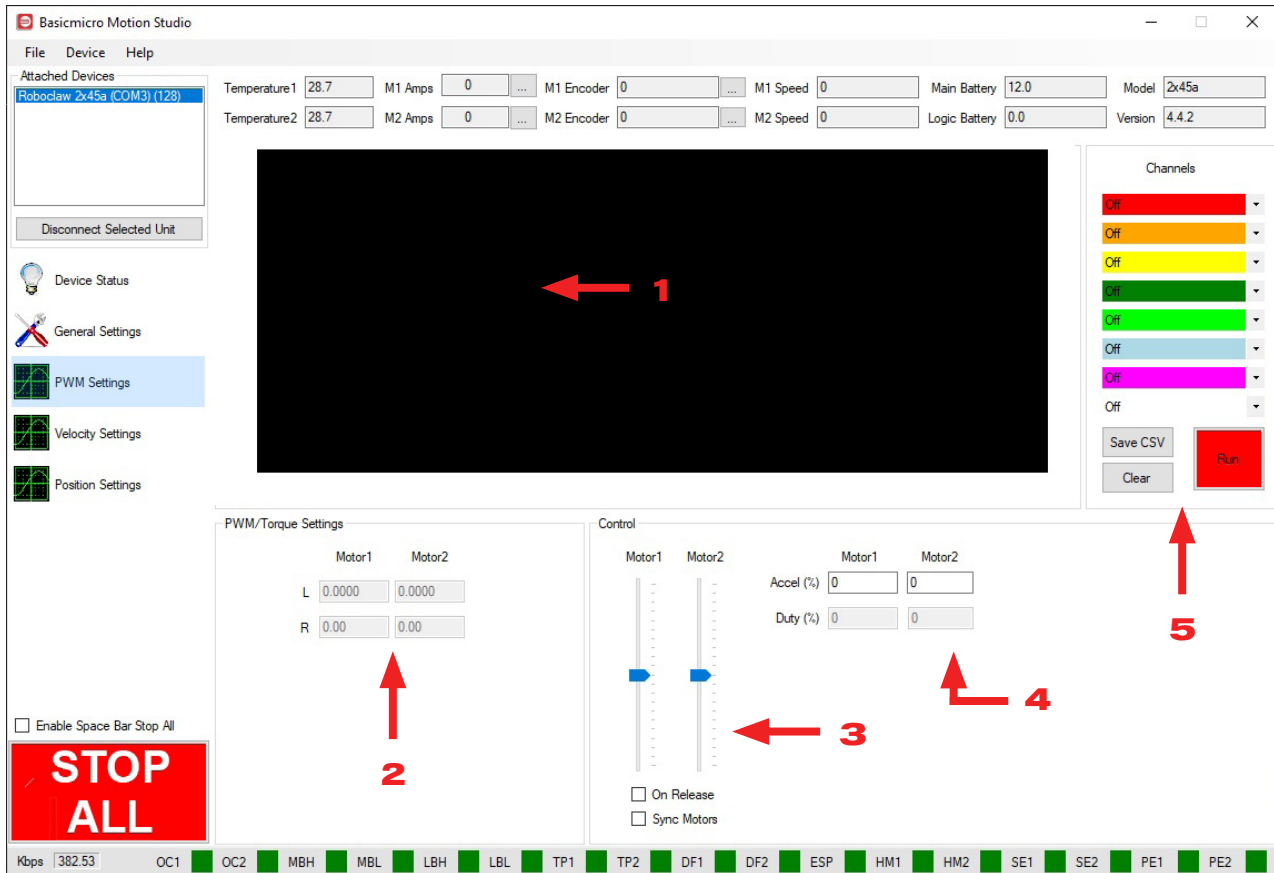 Basicmicro Motion Studio
File Device Help
Attached Devices
Roboclaw 2x45a (COM3) (128)
Disconnect Selected Unit
Temperature1 28.7 M1 Amps 0 ... M1 Encoder 0 ... M1 Speed 0 Main Battery 12.0 Model 2x45a
Temperature2 28.7 M2 Amps 0 ... M2 Encoder 0 ... M2 Speed 0 Logic Battery 0.0 Version 4.4.2
Device Status
General Settings
PWM Settings
Velocity Settings
Position Settings
1
Channels
Off
Off
Off
Off
Off
Off
Off
Off
Save CSV
Clear
Run
5
PWM/Torque Settings
Motor1 Motor2
L 0.0000 0.0000
R 0.00 0.00
2
Control
Motor1 Motor2
3
On Release
Sync Motors
Motor1 Motor2
Accel (%) 0 0
Duty (%) 0 0
4
Enable Space Bar Stop All
STOP
ALL
Kbps 382.53 OC1 OC2 MBH MBL LBH LBL TP1 TP2 DF1 DF2 ESP HM1 HM2 SE1 SE2 PE1 PE2